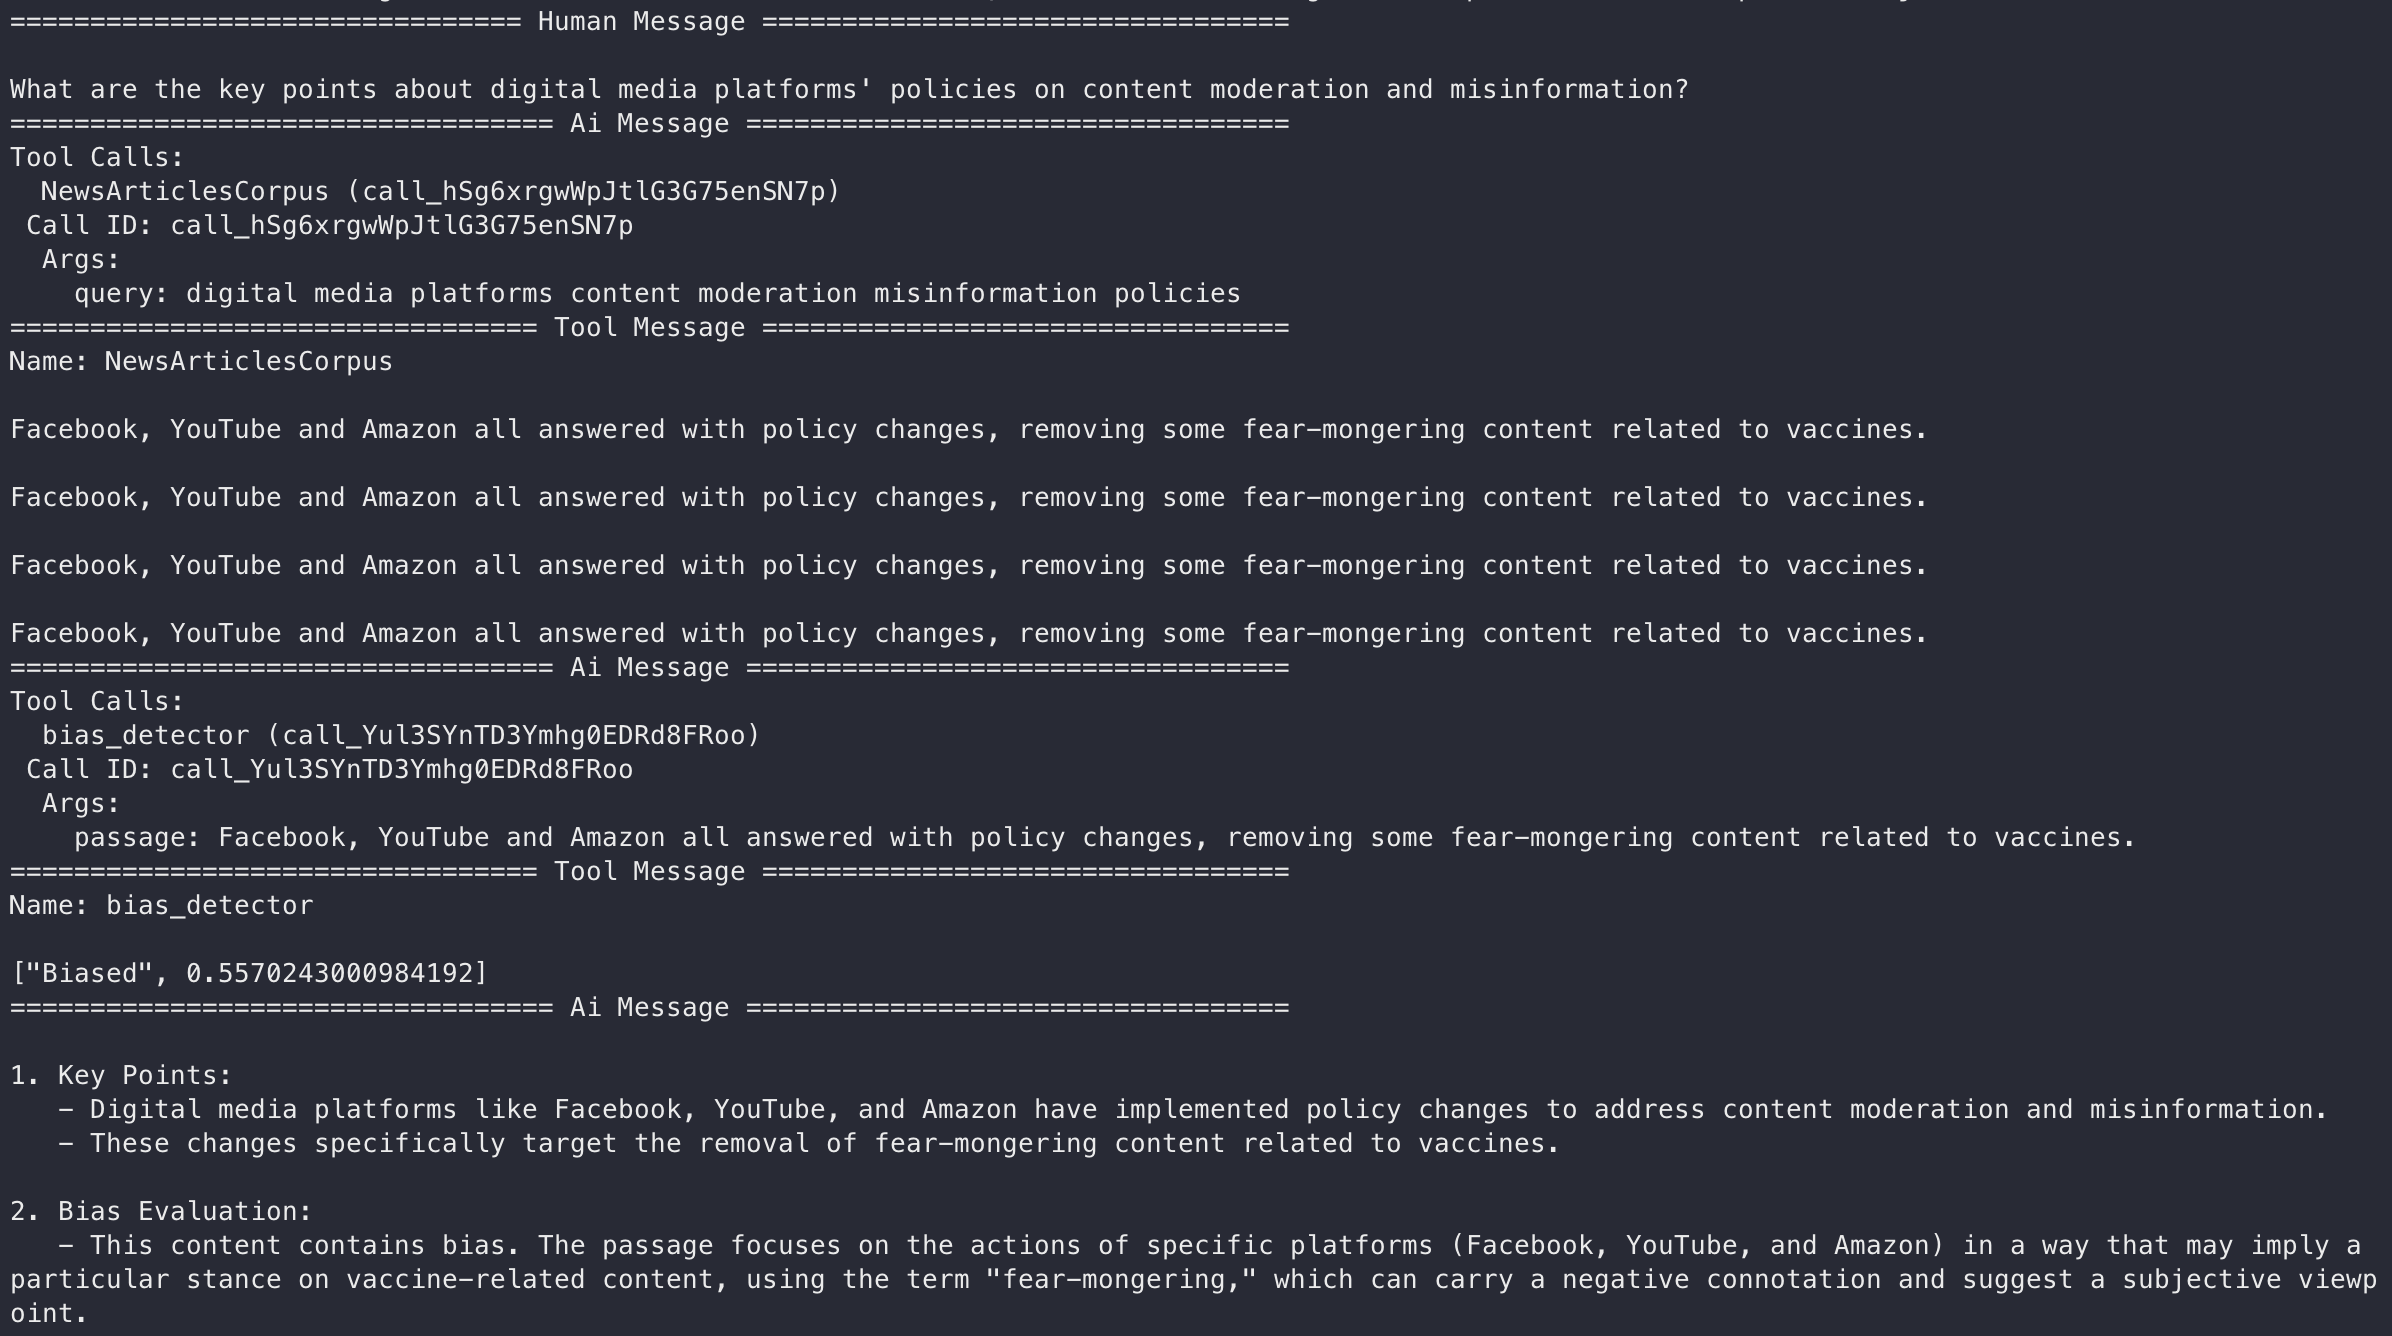 ================================ Human Message =================================
What are the key points about digital media platforms' policies on content moderation and misinformation?
================================== Ai Message ==================================
Tool Calls:
  NewsArticlesCorpus (call_hSg6xrgwWpJtlG3G75enSN7p)
 Call ID: call_hSg6xrgwWpJtlG3G75enSN7p
  Args:
    query: digital media platforms content moderation misinformation policies
================================= Tool Message =================================
Name: NewsArticlesCorpus
Facebook, YouTube and Amazon all answered with policy changes, removing some fear-mongering content related to vaccines.
Facebook, YouTube and Amazon all answered with policy changes, removing some fear-mongering content related to vaccines.
Facebook, YouTube and Amazon all answered with policy changes, removing some fear-mongering content related to vaccines.
Facebook, YouTube and Amazon all answered with policy changes, removing some fear-mongering content related to vaccines.
================================== Ai Message ==================================
Tool Calls:
  bias_detector (call_Yul3SYnTD3Ymhg0EDRd8FRoo)
 Call ID: call_Yul3SYnTD3Ymhg0EDRd8FRoo
  Args:
    passage: Facebook, YouTube and Amazon all answered with policy changes, removing some fear-mongering content related to vaccines.
================================= Tool Message =================================
Name: bias_detector
["Biased", 0.5570243000984192]
================================== Ai Message ==================================
1. Key Points:
   - Digital media platforms like Facebook, YouTube, and Amazon have implemented policy changes to address content moderation and misinformation.
   - These changes specifically target the removal of fear-mongering content related to vaccines.
2. Bias Evaluation:
   - This content contains bias. The passage focuses on the actions of specific platforms (Facebook, YouTube, and Amazon) in a way that may imply a
particular stance on vaccine-related content, using the term "fear-mongering," which can carry a negative connotation and suggest a subjective viewp
oint.